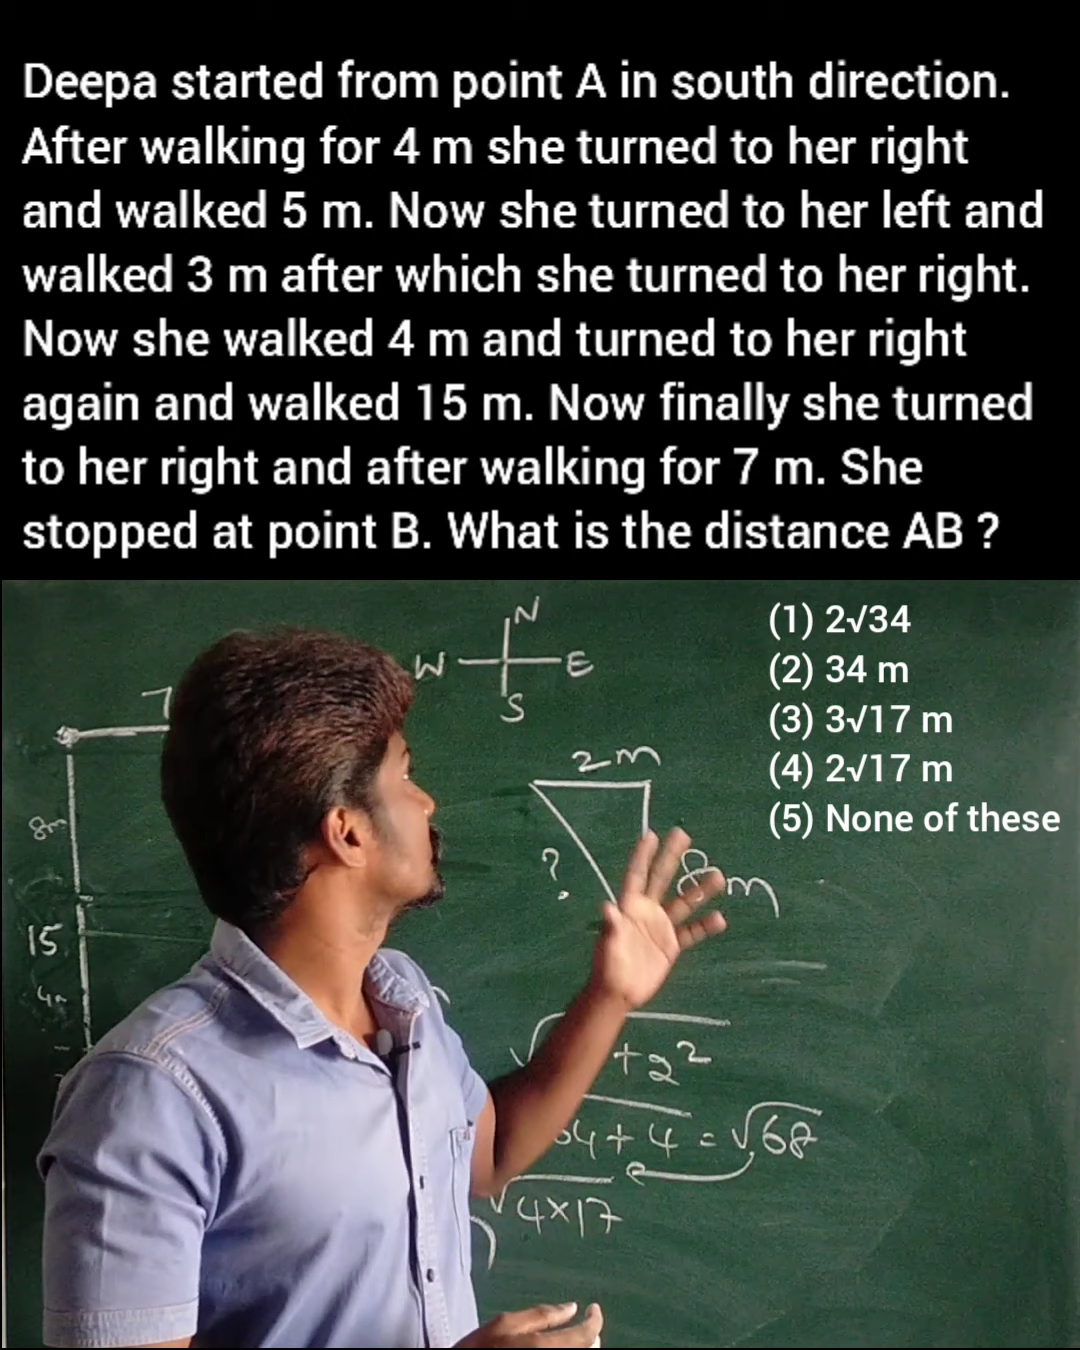 Deepa started from point A in south direction.
After walking for 4 m she turned to her right
and walked 5 m. Now she turned to her left and
walked 3 m after which she turned to her right.
Now she walked 4 m and turned to her right
again and walked 15 m. Now finally she turned
to her right and after walking for 7 m. She
stopped at point B. What is the distance AB ?
(1) 2√34
(2) 34 m
(3) 3√17 m
(4) 2√17 m
(5) None of these
N
W E
S
7
2m
8m
?
8m
15
4m
+2²
64+4 = √68
√4×17